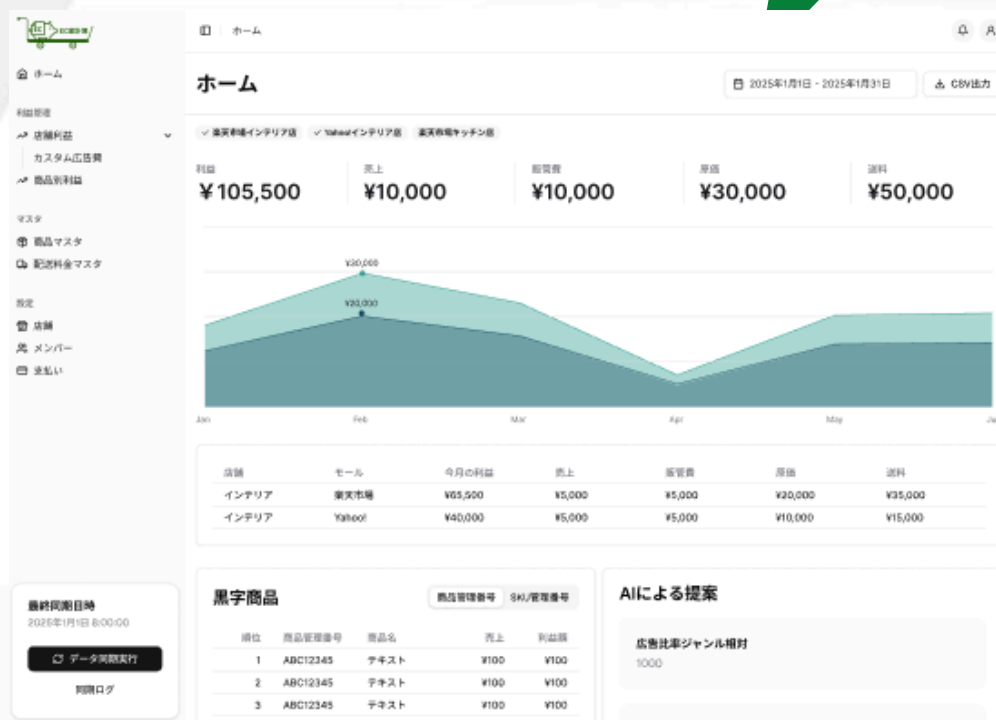 ホーム
ホーム
2025年1月1日 - 2025年1月31日
CSV出力
ホーム
利益管理
店舗利益
カスタム広告費
商品別利益
マスタ
商品マスタ
配送料金マスタ
設定
店舗
メンバー
支払い
最終同期日時
2025年1月1日 8:00:00
データ同期実行
同期ログ
楽天市場インテリア店 Yahoo!インテリア店 楽天市場キッチン店
利益 売上 販管費 原価 送料
¥105,500 ¥10,000 ¥10,000 ¥30,000 ¥50,000
¥30,000
¥20,000
Jan Feb Mar Apr May
店舗 モール 今月の利益 売上 販管費 原価 送料
インテリア 楽天市場 ¥65,500 ¥5,000 ¥5,000 ¥20,000 ¥35,000
インテリア Yahoo! ¥40,000 ¥5,000 ¥5,000 ¥10,000 ¥15,000
黒字商品
商品管理番号 SKU管理番号
順位 商品管理番号 商品名 売上 利益額
1 ABC12345 テキスト ¥100 ¥100
2 ABC12345 テキスト ¥100 ¥100
3 ABC12345 テキスト ¥100 ¥100
AIによる提案
広告比率ジャンル相対
1000